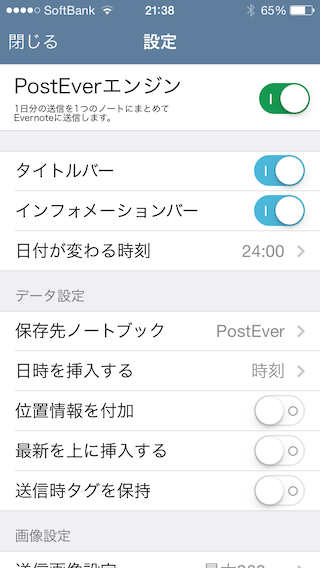 SoftBank 21:38 65%
閉じる 設定
PostEverエンジン
1日分の送信を1つのノートにまとめて
Evernoteに送信します。
タイトルバー
インフォメーションバー
日付が変わる時刻 24:00
データ設定
保存先ノートブック PostEver
日時を挿入する 時刻
位置情報を付加
最新を上に挿入する
送信時タグを保持
画像設定